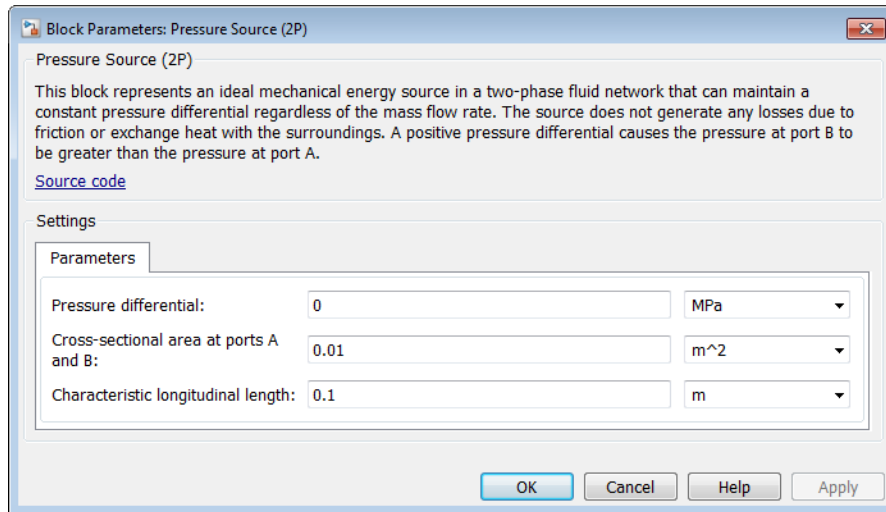 Block Parameters: Pressure Source (2P)
Pressure Source (2P)
This block represents an ideal mechanical energy source in a two-phase fluid network that can maintain a
constant pressure differential regardless of the mass flow rate. The source does not generate any losses due to
friction or exchange heat with the surroundings. A positive pressure differential causes the pressure at port B to
be greater than the pressure at port A.
Source code
Settings
Parameters
Pressure differential: 0 MPa
Cross-sectional area at ports A
and B: 0.01 m^2
Characteristic longitudinal length: 0.1 m
OK Cancel Help Apply